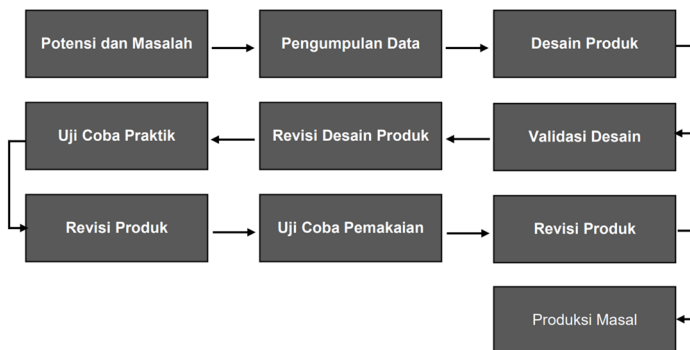 Potensi dan Masalah
Pengumpulan Data
Desain Produk
Validasi Desain
Revisi Desain Produk
Uji Coba Praktik
Revisi Produk
Uji Coba Pemakaian
Revisi Produk
Produksi Masal